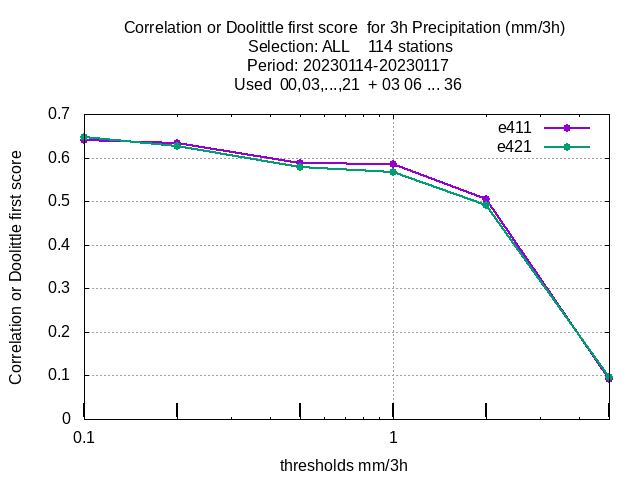 Correlation or Doolittle first score  for 3h Precipitation (mm/3h)
Selection: ALL    114 stations
Period: 20230114-20230117
Used  00,03,...,21  + 03 06 ... 36
e411
e421
Correlation or Doolittle first score
0.7
0.6
0.5
0.4
0.3
0.2
0.1
0
0.1
1
thresholds mm/3h